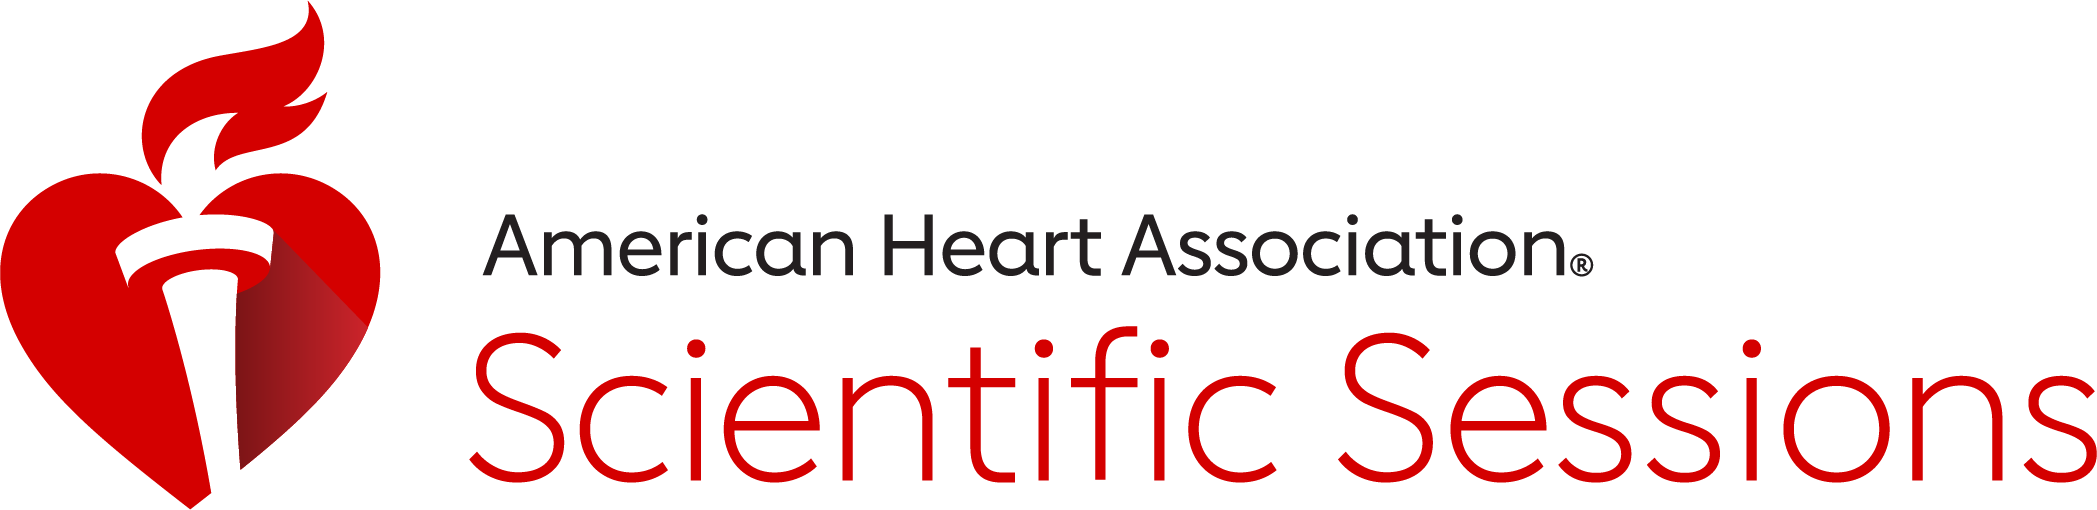 American Heart Association®
Scientific Sessions